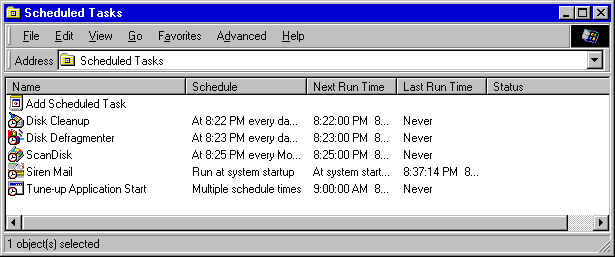 Scheduled Tasks
File Edit View Go Favorites Advanced Help
Address Scheduled Tasks
Name Schedule Next Run Time Last Run Time Status
Add Scheduled Task
Disk Cleanup At 8:22 PM every da... 8:22:00 PM 8... Never
Disk Defragmenter At 8:23 PM every da... 8:23:00 PM 8... Never
ScanDisk At 8:25 PM every Mo... 8:25:00 PM 8... Never
Siren Mail Run at system startup At system start... 8:37:14 PM 8...
Tune-up Application Start Multiple schedule times 9:00:00 AM 8... Never
1 object(s) selected